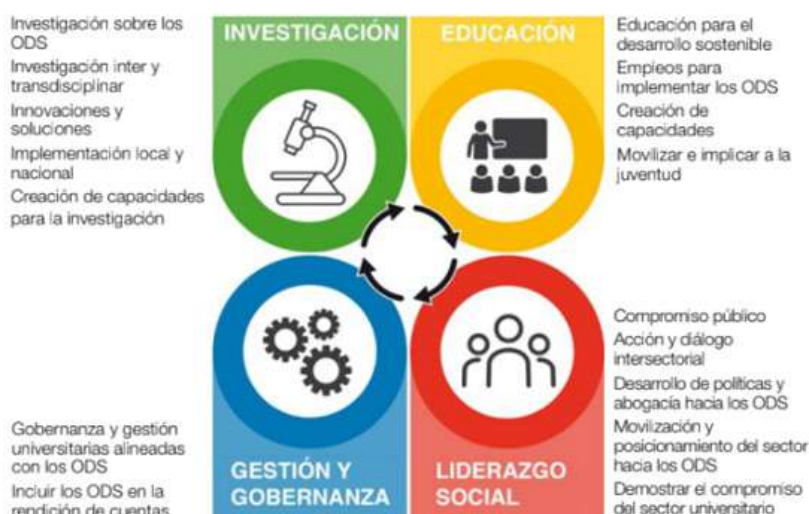 Investigación sobre los
ODS
Investigación inter y
transdisciplinar
Innovaciones y
soluciones
Implementación local y
nacional
Creación de capacidades
para la investigación
INVESTIGACIÓN
EDUCACIÓN
Educación para el
desarrollo sostenible
Empleos para
implementar los ODS
Creación de
capacidades
Movilizar e implicar a la
juventud
Gobernanza y gestión
universitarias alineadas
con los ODS
Incluir los ODS en la
rendición de cuentas
GESTIÓN Y
GOBERNANZA
LIDERAZGO
SOCIAL
Compromiso público
Acción y diálogo
intersectorial
Desarrollo de políticas y
abogacía hacia los ODS
Movilización y
posicionamiento del sector
hacia los ODS
Demostrar el compromiso
del sector universitario